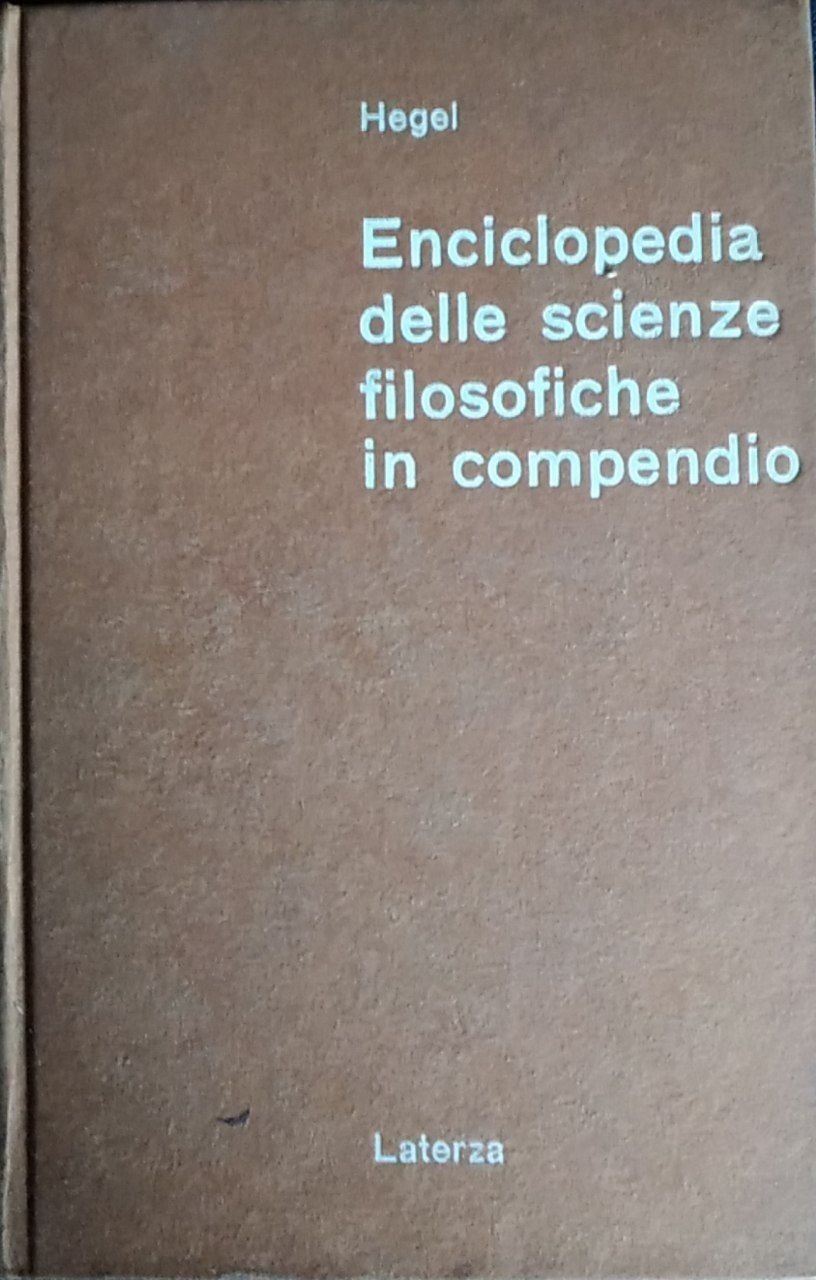 Hegel
Enciclopedia
delle scienze
filosofiche
in compendio
Laterza